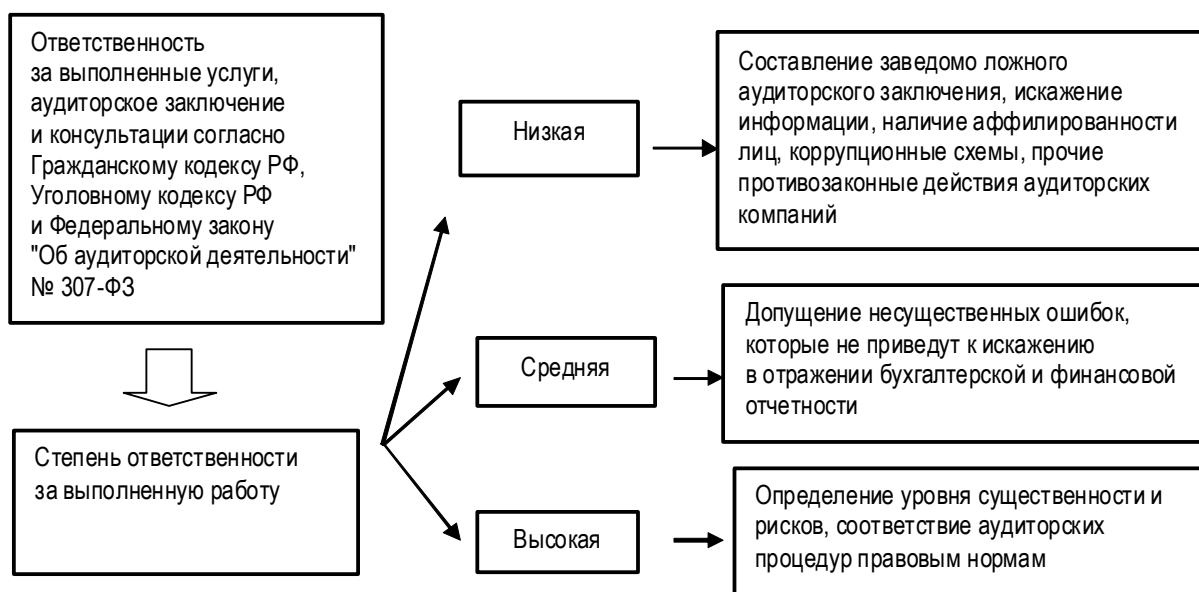 Ответственность
за выполненные услуги,
аудиторское заключение
и консультации согласно
Гражданскому кодексу РФ,
Уголовному кодексу РФ
и Федеральному закону
"Об аудиторской деятельности"
№ 307-ФЗ
Степень ответственности
за выполненную работу
Низкая
Составление заведомо ложного
аудиторского заключения, искажение
информации, наличие аффилированности
лиц, коррупционные схемы, прочие
противозаконные действия аудиторских
компаний
Средняя
Допущение несущественных ошибок,
которые не приведут к искажению
в отражении бухгалтерской и финансовой
отчетности
Высокая
Определение уровня существенности и
рисков, соответствие аудиторских
процедур правовым нормам